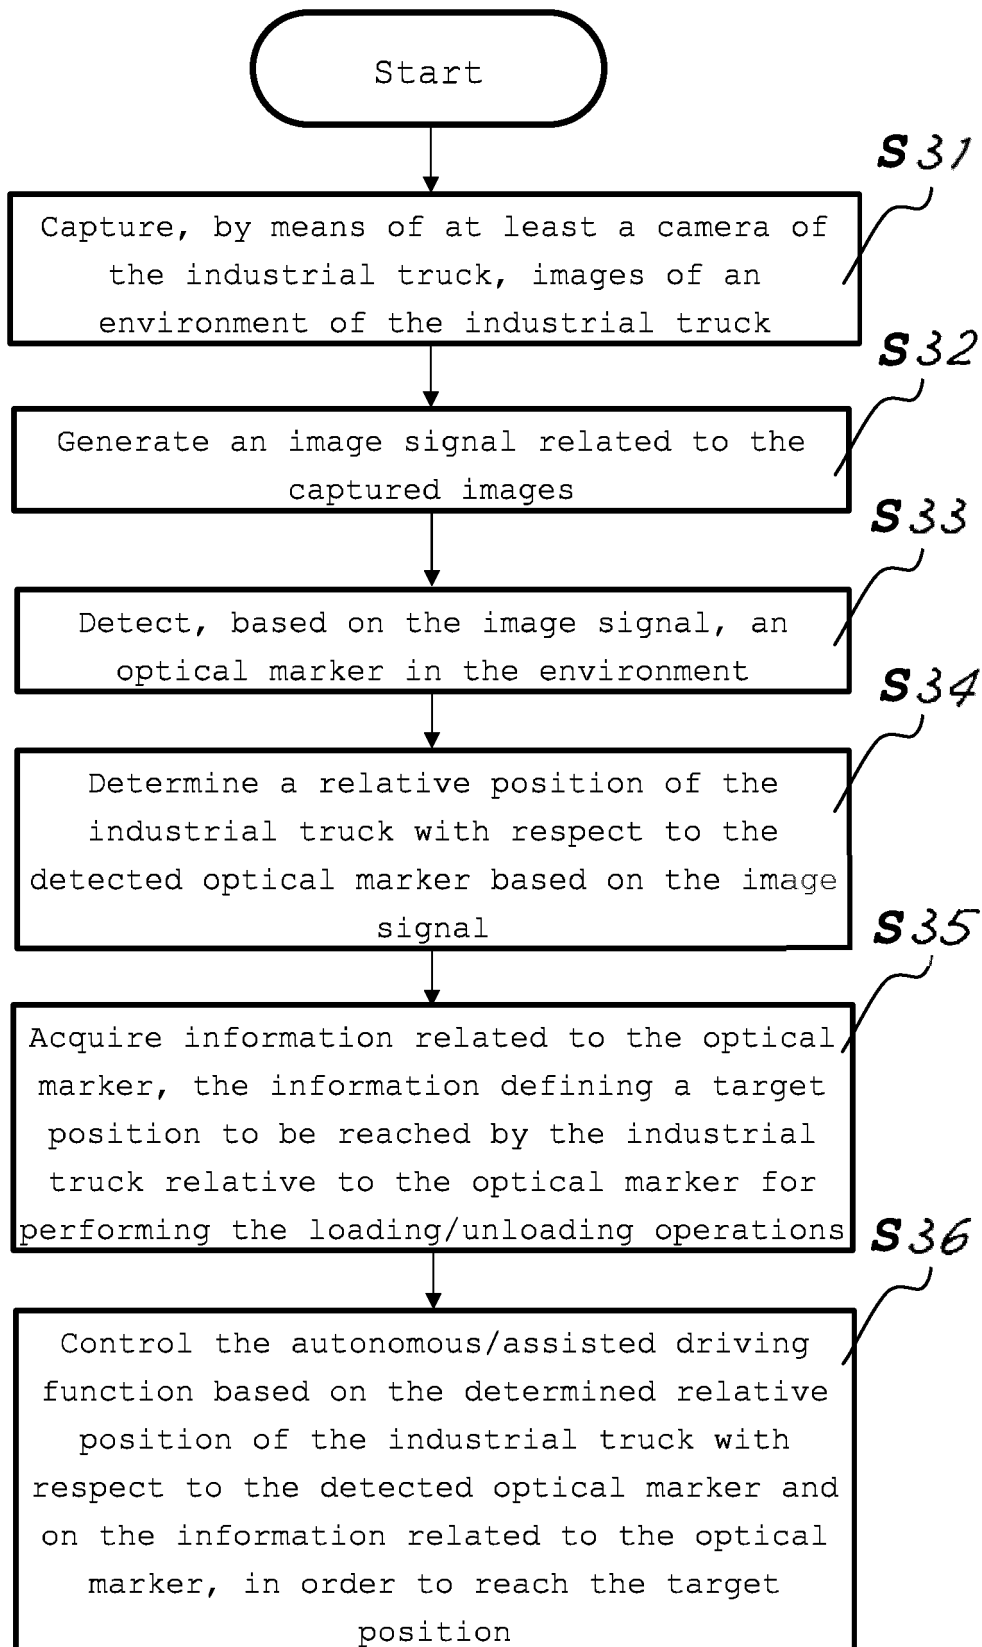 Start
S31
Capture, by means of at least a camera of
the industrial truck, images of an
environment of the industrial truck
S32
Generate an image signal related to the
captured images
S33
Detect, based on the image signal, an
optical marker in the environment
S34
Determine a relative position of the
industrial truck with respect to the
detected optical marker based on the image
signal
S35
Acquire information related to the optical
marker, the information defining a target
position to be reached by the industrial
truck relative to the optical marker for
performing the loading/unloading operations
S36
Control the autonomous/assisted driving
function based on the determined relative
position of the industrial truck with
respect to the detected optical marker and
on the information related to the optical
marker, in order to reach the target
position